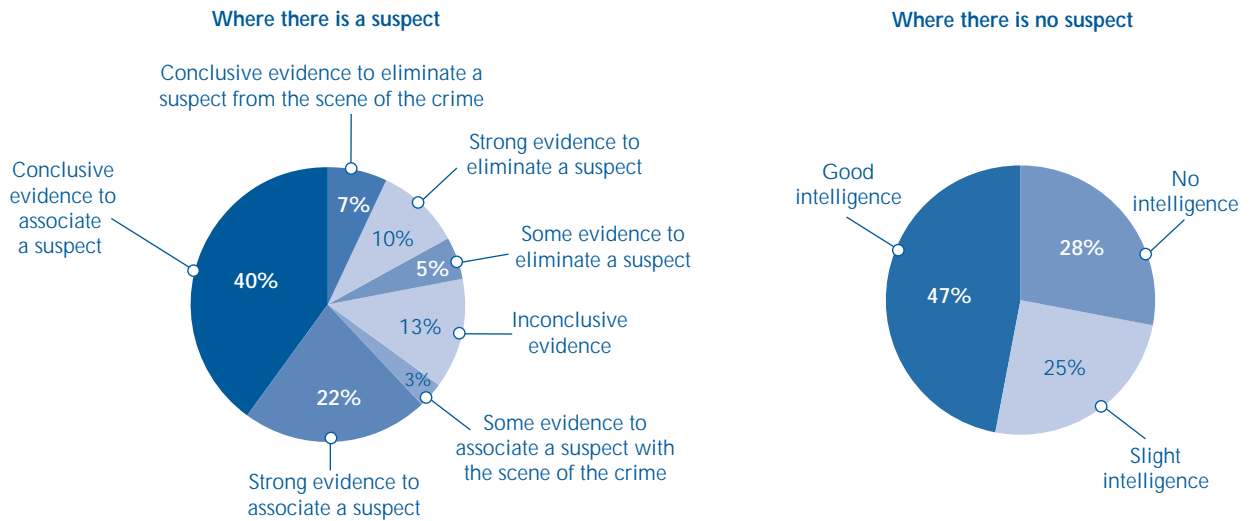 Where there is a suspect
Conclusive evidence to eliminate a
suspect from the scene of the crime
Strong evidence to
eliminate a suspect
Conclusive
evidence to
associate
a suspect
7%
10%
Some evidence to
eliminate a suspect
5%
40%
13%
Inconclusive
evidence
3%
22%
Some evidence to
associate a suspect with
the scene of the crime
Strong evidence to
associate a suspect
Where there is no suspect
Good
intelligence
No
intelligence
28%
47%
25%
Slight
intelligence